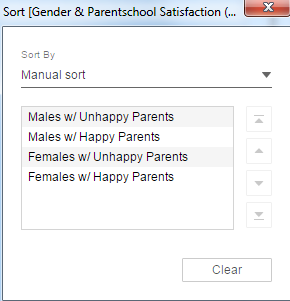 Sort [Gender & Parentschool Satisfaction (...
Sort By
Manual sort
Males w/ Unhappy Parents
Males w/ Happy Parents
Females w/ Unhappy Parents
Females w/ Happy Parents
Clear